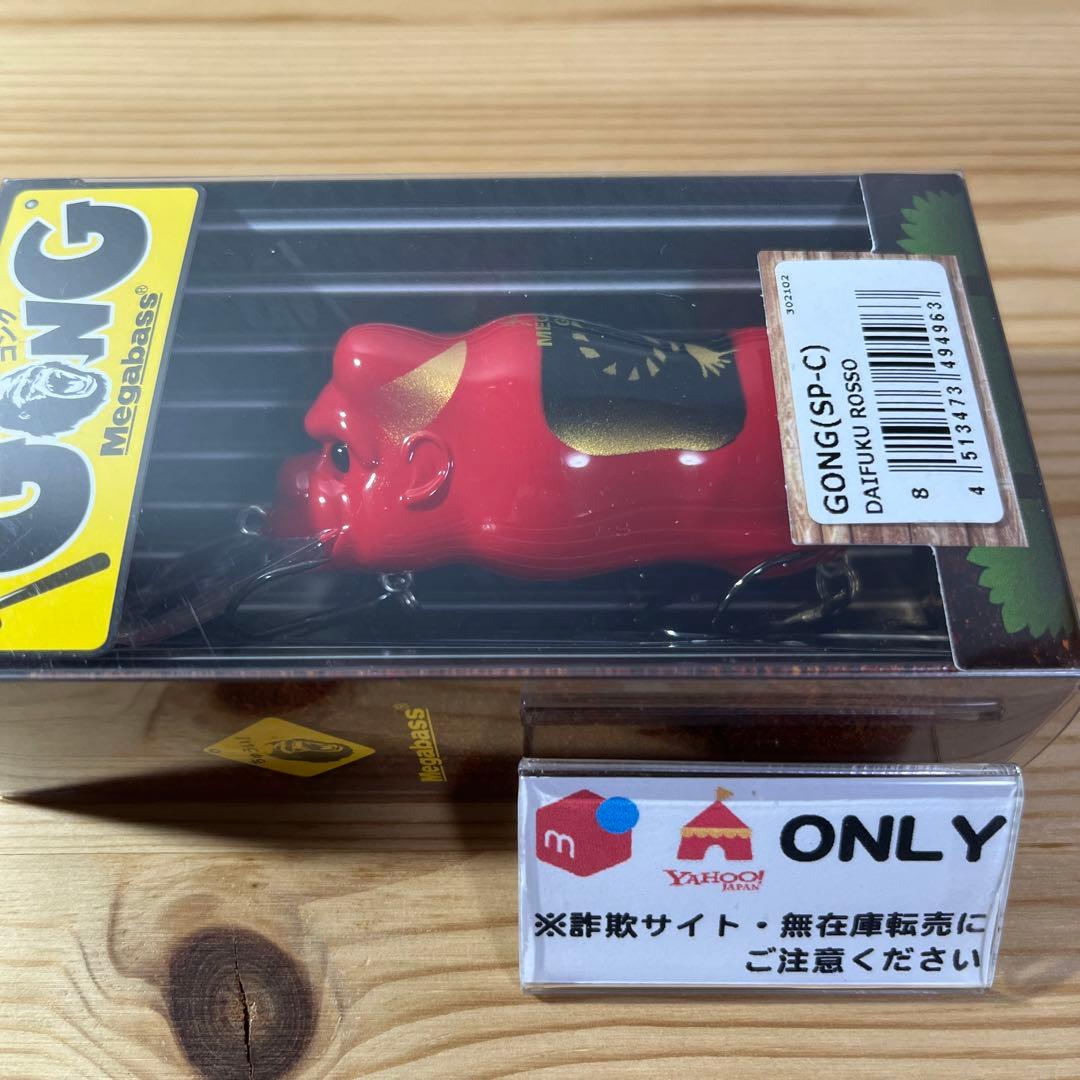 GONG
ゴング
Megabass®
302102
GONG(SP-C)
DAIFUKU ROSSO
8
4 513473 494963
Megabass®
ONLY
YAHOO!
JAPAN
※詐欺サイト・無在庫転売に
ご注意ください